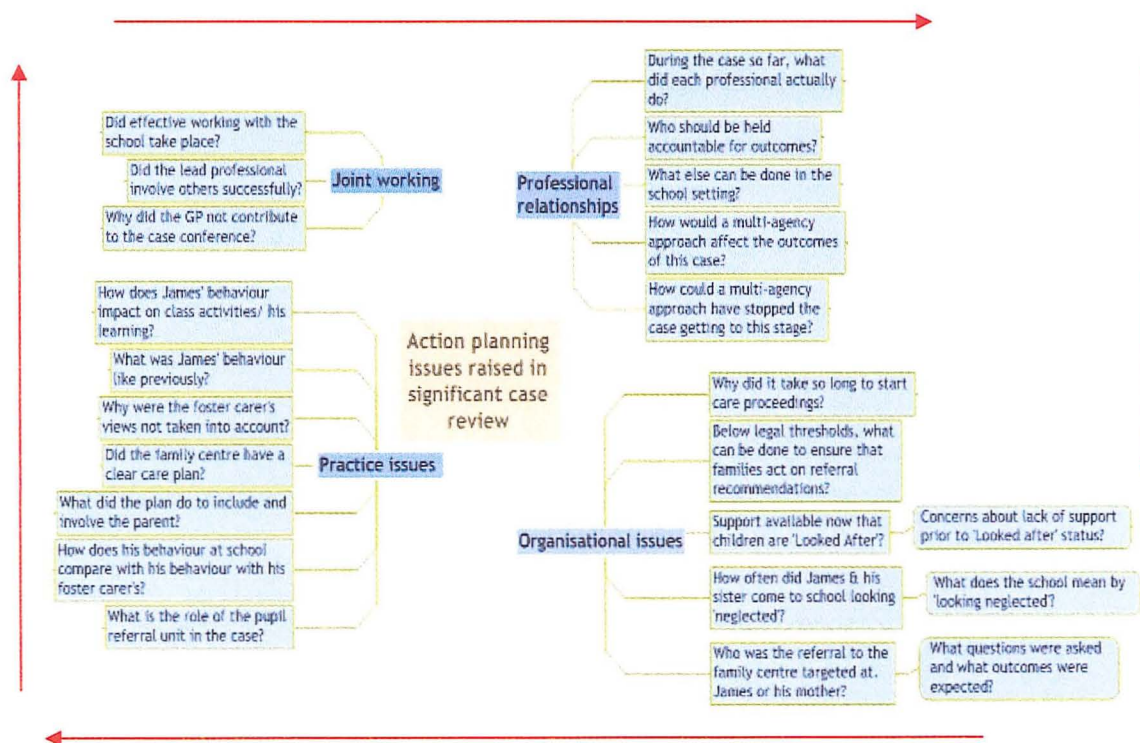 Did effective working with the
school take place?
Did the lead professional
involve others successfully?
Why did the GP not contribute
to the case conference?
Joint working
During the case so far, what
did each professional actually
do?
Who should be held
accountable for outcomes?
What else can be done in the
school setting?
How would a multi-agency
approach affect the outcomes
of this case?
How could a multi-agency
approach have stopped the
case getting to this stage?
Professional
relationships
Action planning
issues raised in
significant case
review
How does James' behaviour
impact on class activities/ his
learning?
What was James' behaviour
like previously?
Why were the foster carer's
views not taken into account?
Did the family centre have a
clear care plan?
What did the plan do to include and
involve the parent?
How does his behaviour at school
compare with his behaviour with his
foster carer's?
What is the role of the pupil
referral unit in the case?
Practice issues
Organisational issues
Why did it take so long to start
care proceedings?
Below legal thresholds, what
can be done to ensure that
families act on referral
recommendations?
Support available now that
children are 'Looked After'?
Concerns about lack of support
prior to 'Looked after' status?
How often did James & his
sister come to school looking
'neglected'?
What does the school mean by
'looking neglected'?
Who was the referral to the
family centre targeted at.
James or his mother?
What questions were asked
and what outcomes were
expected?